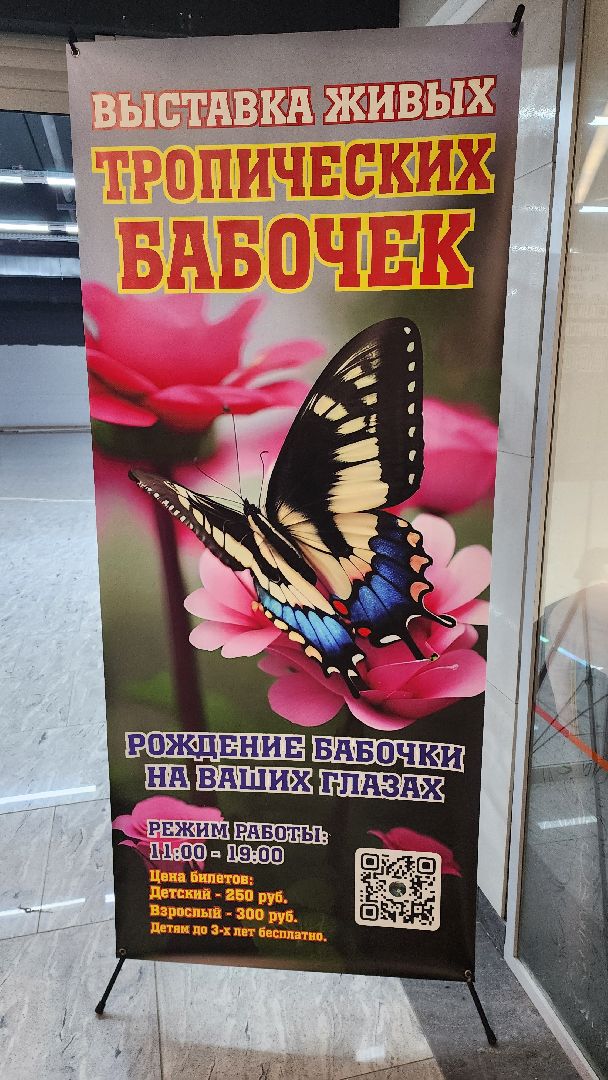 ВЫСТАВКА ЖИВЫХ
ТРОПИЧЕСКИХ
БАБОЧЕК
РОЖДЕНИЕ БАБОЧКИ
НА ВАШИХ ГЛАЗАХ
РЕЖИМ РАБОТЫ:
11:00 - 19:00
Цена билетов:
Детский - 250 руб.
Взрослый - 300 руб.
Детям до 3-х лет бесплатно.